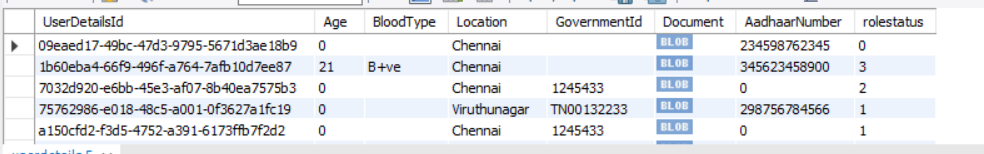 UserDetailsId Age BloodType Location GovernmentId Document AadhaarNumber rolestatus
09eaed17-49bc-47d3-9795-5671d3ae18b9 0 Chennai BLOB 234598762345 0
1b60eba4-66f9-496f-a764-7afb10d7ee87 21 B+ve Chennai BLOB 345623458900 3
7032d920-e6bb-45e3-af07-8b40ea7575b3 0 Chennai 1245433 BLOB 0 2
75762986-e018-48c5-a001-0f3627a1fc19 0 Viruthunagar TN00132233 BLOB 298756784566 1
a150cfd2-f3d5-4752-a391-6173ffb7f2d2 0 Chennai 1245433 BLOB 0 1